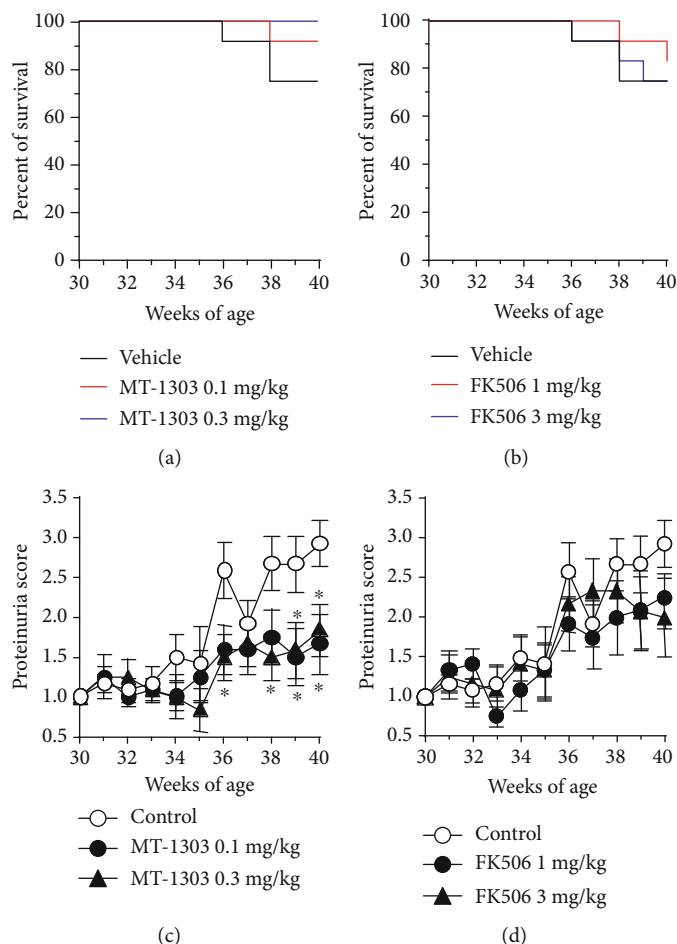 100
80
60
40
20
0
Percent of survival
30 32 34 36 38 40
Weeks of age
Vehicle
MT-1303 0.1 mg/kg
MT-1303 0.3 mg/kg
(a)
100
80
60
40
20
0
Percent of survival
30 32 34 36 38 40
Weeks of age
Vehicle
FK506 1 mg/kg
FK506 3 mg/kg
(b)
3.5
3.0
2.5
2.0
1.5
1.0
0.5
Proteinuria score
* *
* * * *
30 32 34 36 38 40
Weeks of age
Control
MT-1303 0.1 mg/kg
MT-1303 0.3 mg/kg
(c)
3.5
3.0
2.5
2.0
1.5
1.0
0.5
Proteinuria score
30 32 34 36 38 40
Weeks of age
Control
FK506 1 mg/kg
FK506 3 mg/kg
(d)